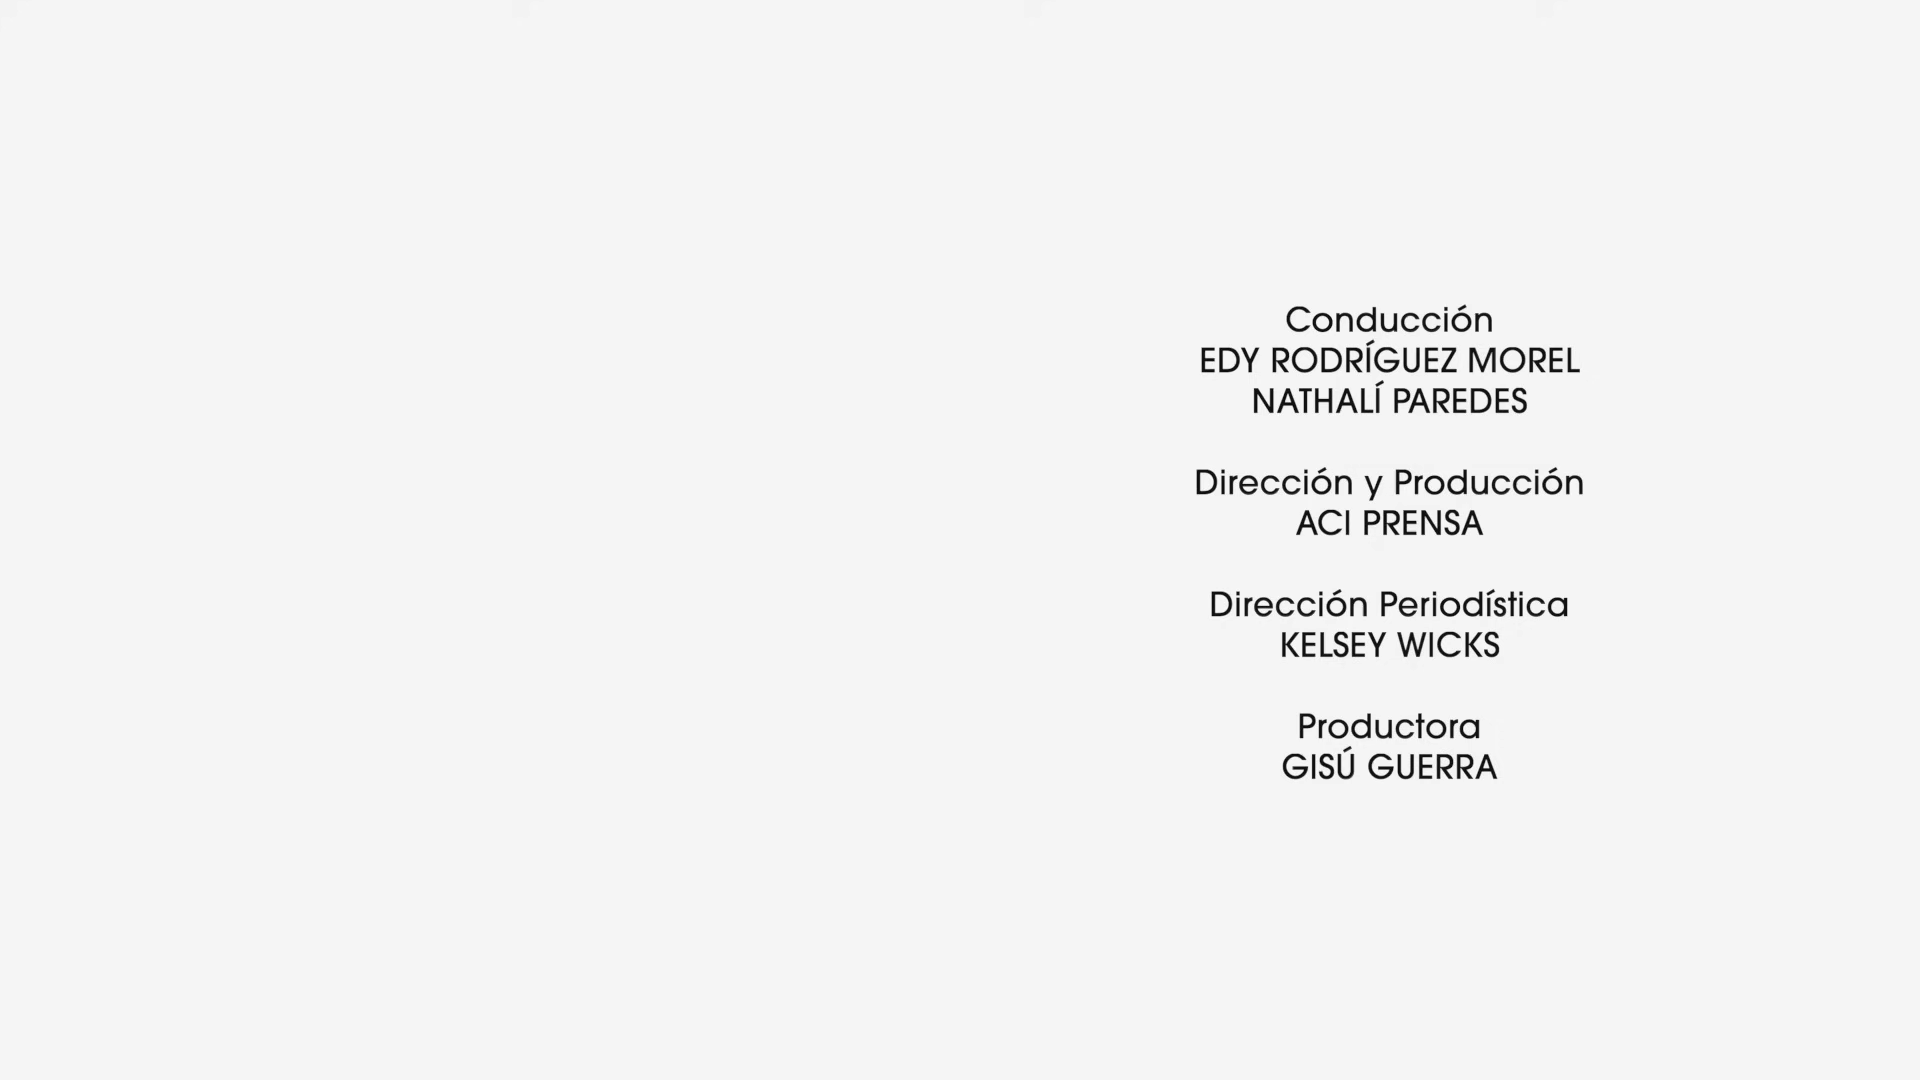 Conducción
EDY RODRÍGUEZ MOREL
NATHALÍ PAREDES
Dirección y Producción
ACI PRENSA
Dirección Periodística
KELSEY WICKS
Productora
GISÚ GUERRA